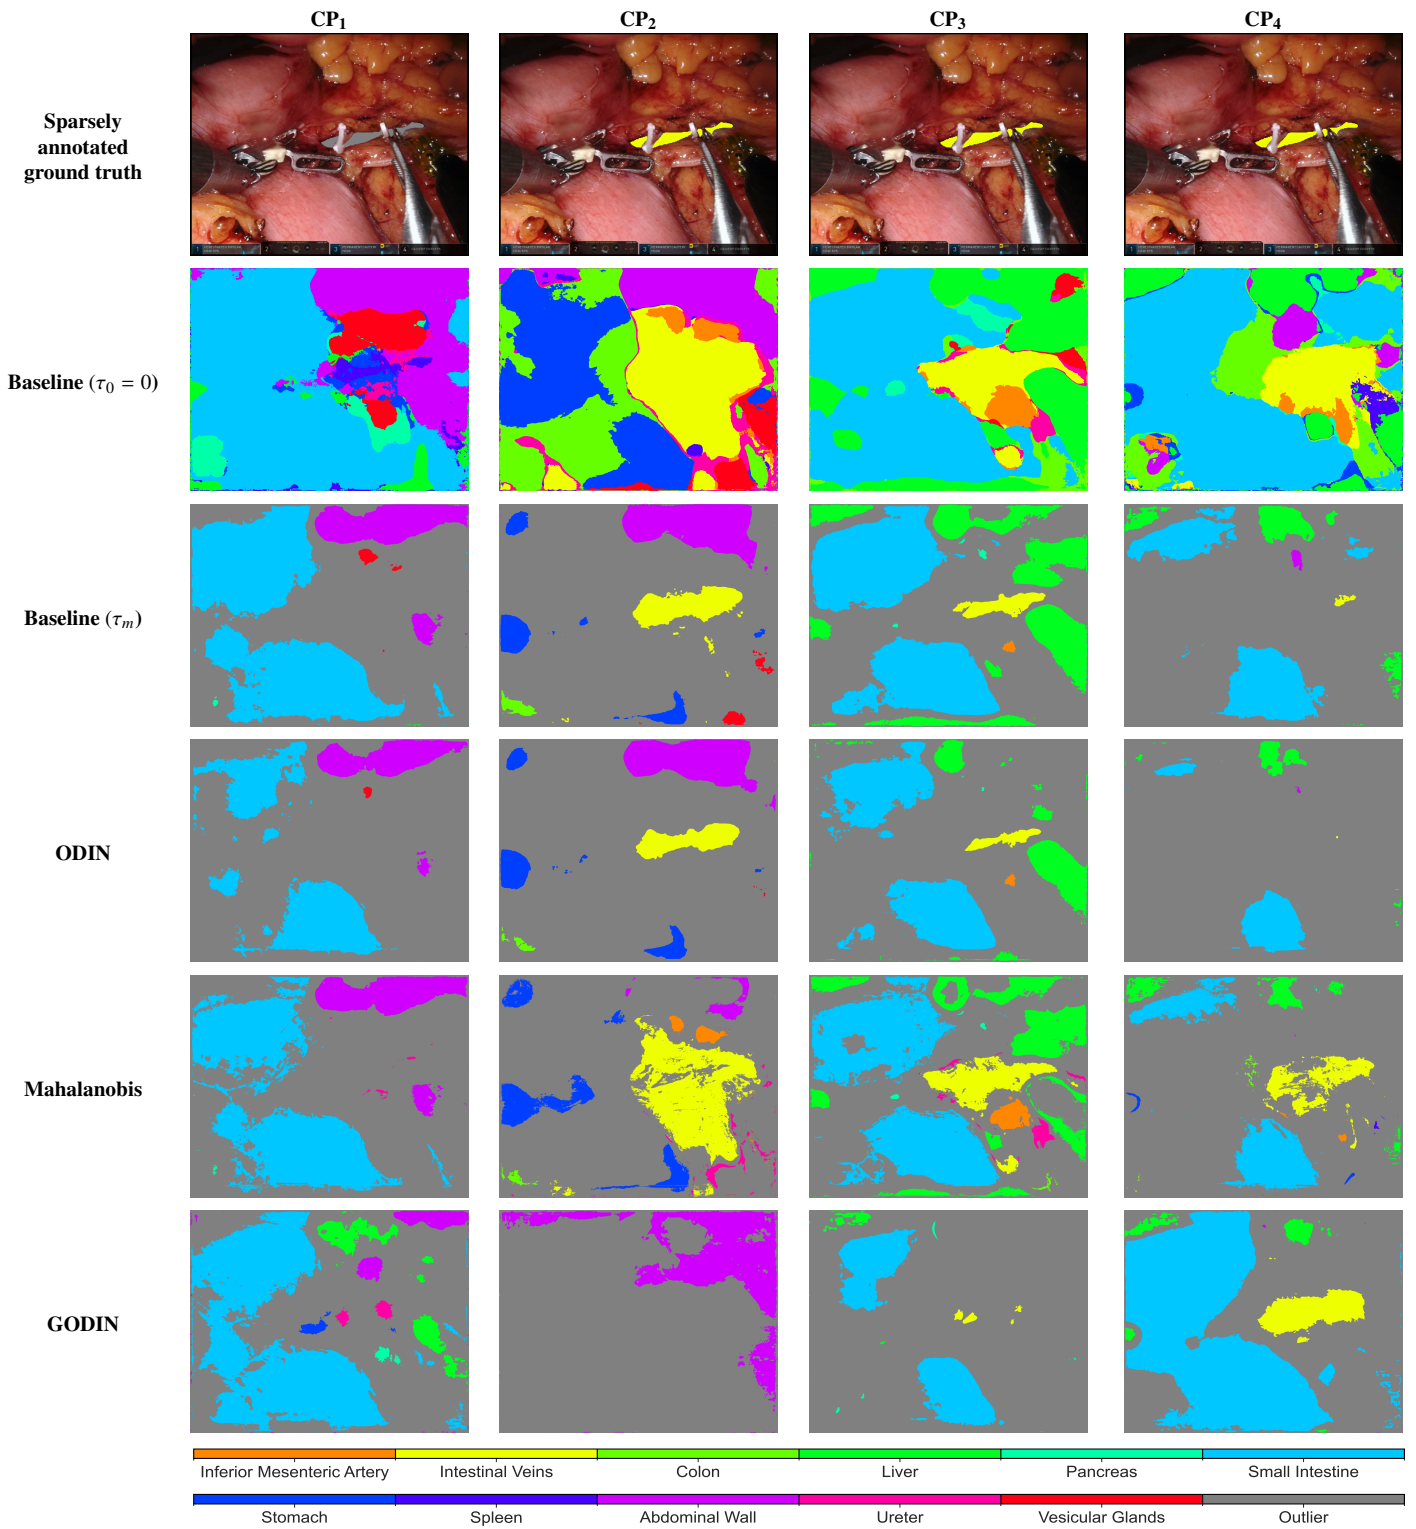 CP1 CP2 CP3 CP4
Sparsely
annotated
ground truth
Baseline (τ0 = 0)
Baseline (τm)
ODIN
Mahalanobis
GODIN
Inferior Mesenteric Artery Intestinal Veins Colon Liver Pancreas Small Intestine
Stomach Spleen Abdominal Wall Ureter Vesicular Glands Outlier